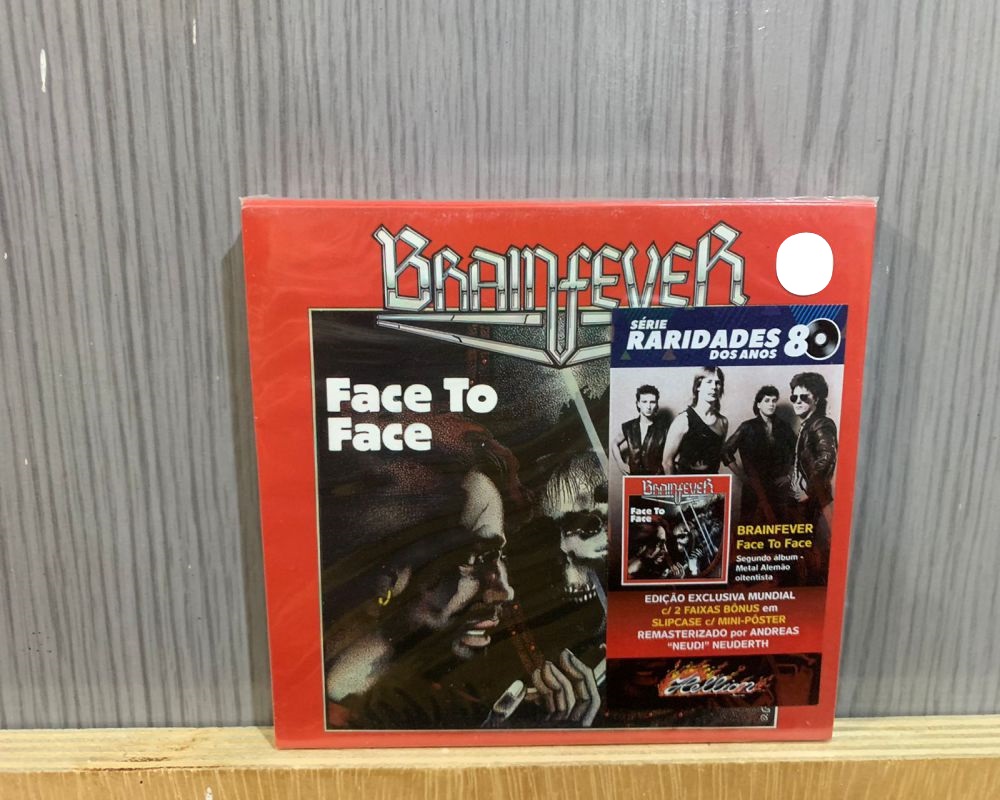 BRAINFEVER
Face To
Face
SÉRIE
RARIDADES
DOS ANOS 80
BRAINFEVER
Face To
Face
BRAINFEVER
Face To Face
Segundo álbum -
Metal Alemão
oitentista
EDIÇÃO EXCLUSIVA MUNDIAL
c/ 2 FAIXAS BÔNUS em
SLIPCASE c/ MINI-PÔSTER
REMASTERIZADO por ANDREAS
"NEUDI" NEUDERTH
Hellion